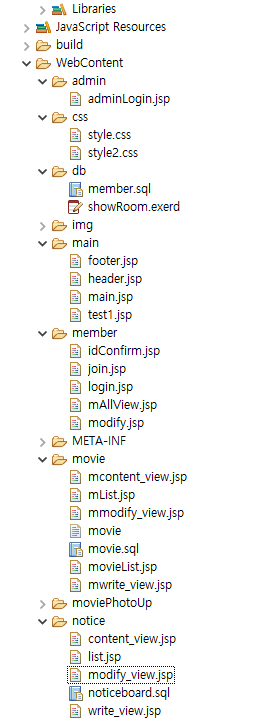 Libraries
JavaScript Resources
build
WebContent
admin
adminLogin.jsp
css
style.css
style2.css
db
member.sql
showRoom.exerd
img
main
footer.jsp
header.jsp
main.jsp
test1.jsp
member
idConfirm.jsp
join.jsp
login.jsp
mAllView.jsp
modify.jsp
META-INF
movie
mcontent_view.jsp
mList.jsp
mmodify_view.jsp
movie
movie.sql
movieList.jsp
mwrite_view.jsp
moviePhotoUp
notice
content_view.jsp
list.jsp
modify_view.jsp
noticeboard.sql
write_view.jsp